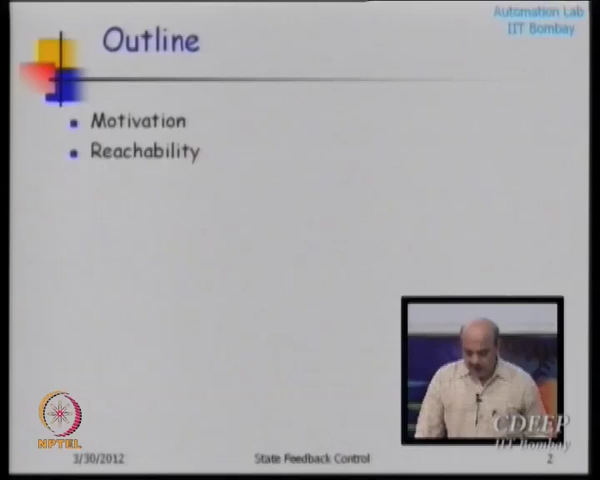 Automation Lab
IIT Bombay
Outline
Motivation
Reachability
CDEEP
IIT Bombay
NPTEL
3/30/2012
State Feedback Control
2